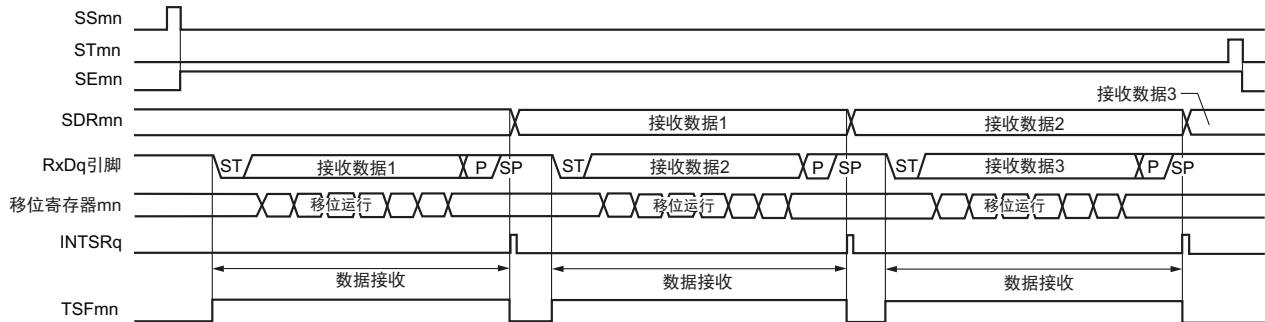 SSmn
STmn
SEmn
接收数据3
SDRmn 接收数据1 接收数据2
RxDq引脚 ST 接收数据1 P SP ST 接收数据2 P SP ST 接收数据3 P SP
移位寄存器mn 移位运行 移位运行 移位运行
INTSRq
数据接收 数据接收 数据接收
TSFmn